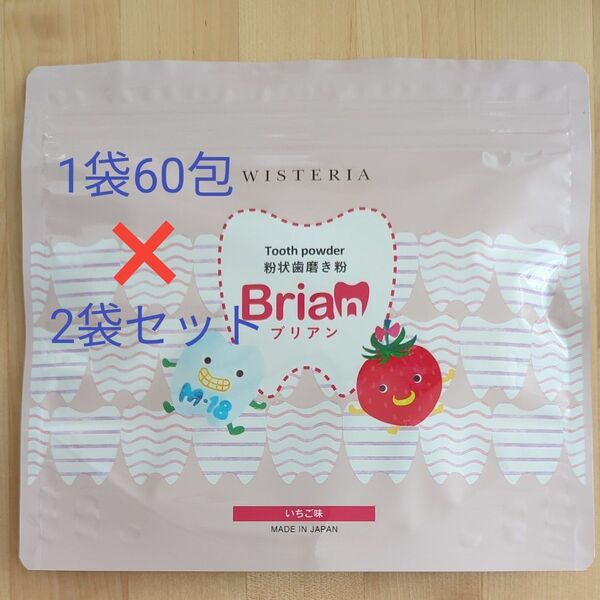 WISTERIA
Tooth powder
粉状歯磨き粉
Brian
ブリアン
1袋60包
❌
2袋セット
M・18
いちご味
MADE IN JAPAN